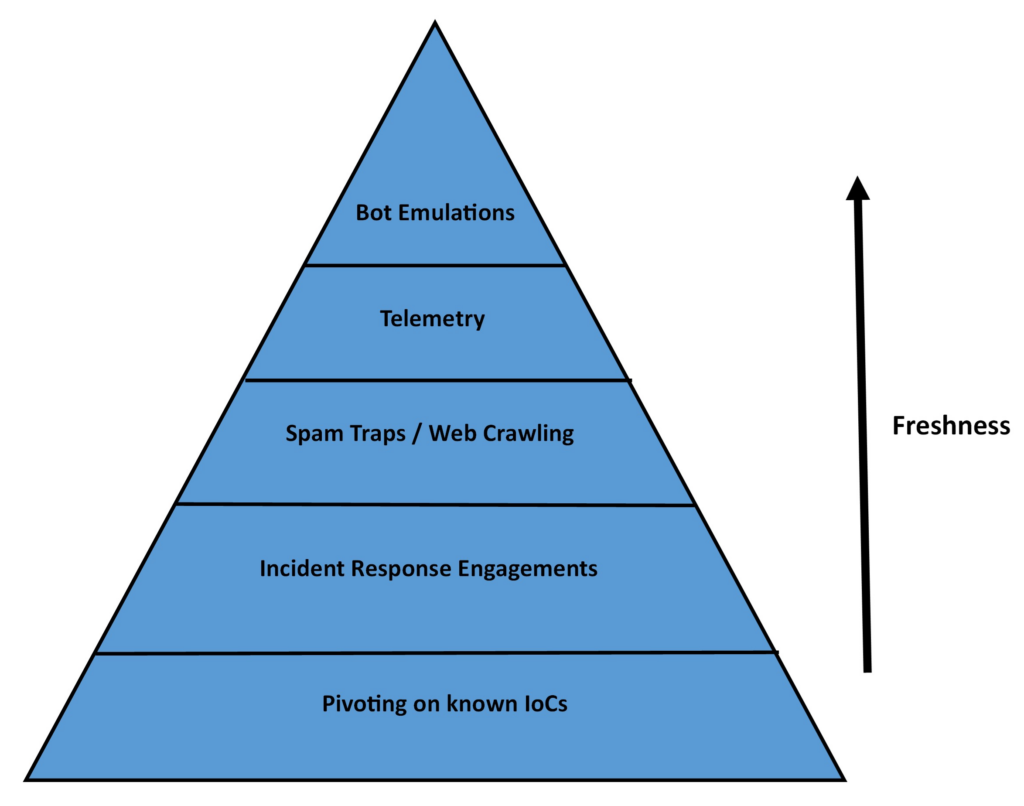 Bot Emulations
Telemetry
Spam Traps / Web Crawling
Freshness
Incident Response Engagements
Pivoting on known IoCs